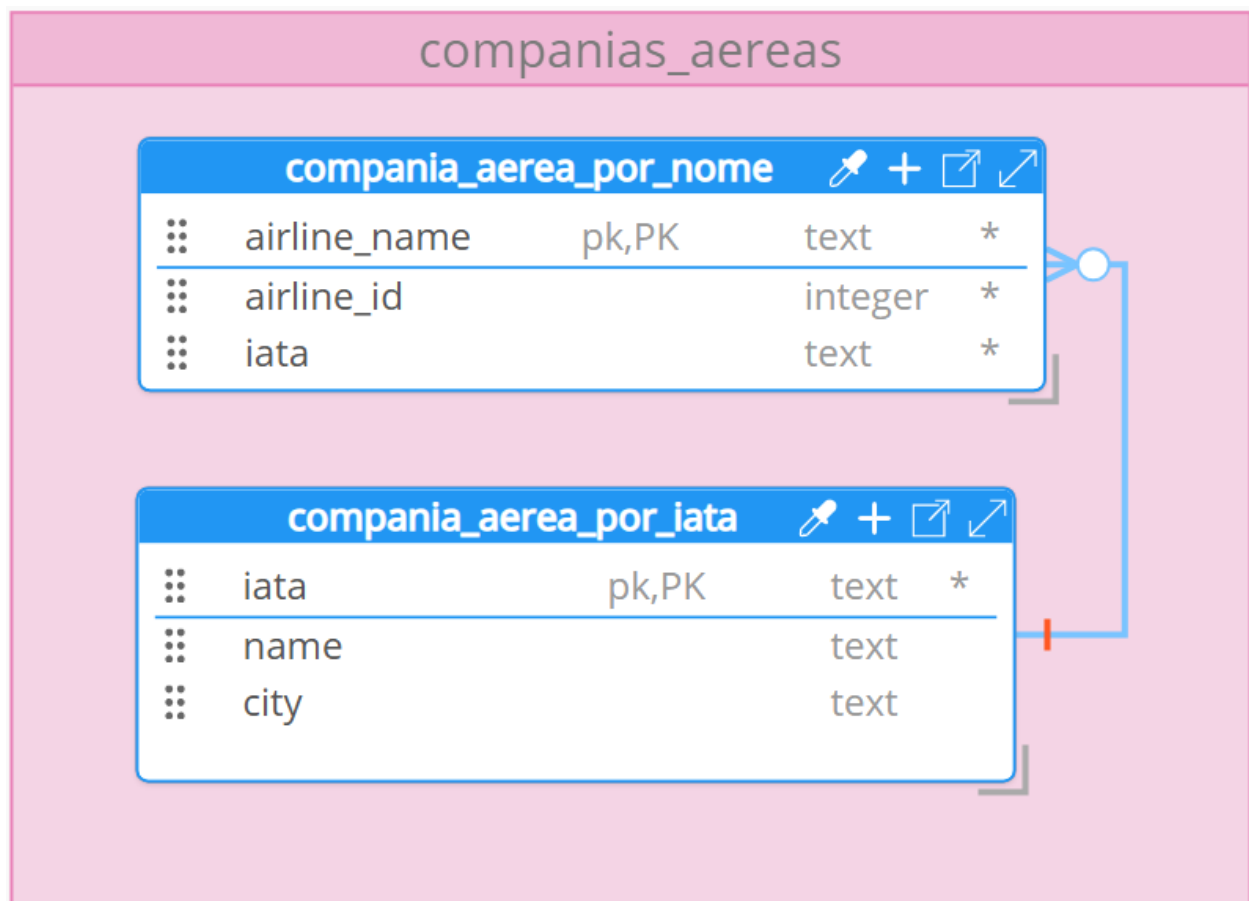 companias_aereas
compania_aerea_por_nome
airline_name pk,PK text *
airline_id integer *
iata text *
compania_aerea_por_iata
iata pk,PK text *
name text
city text